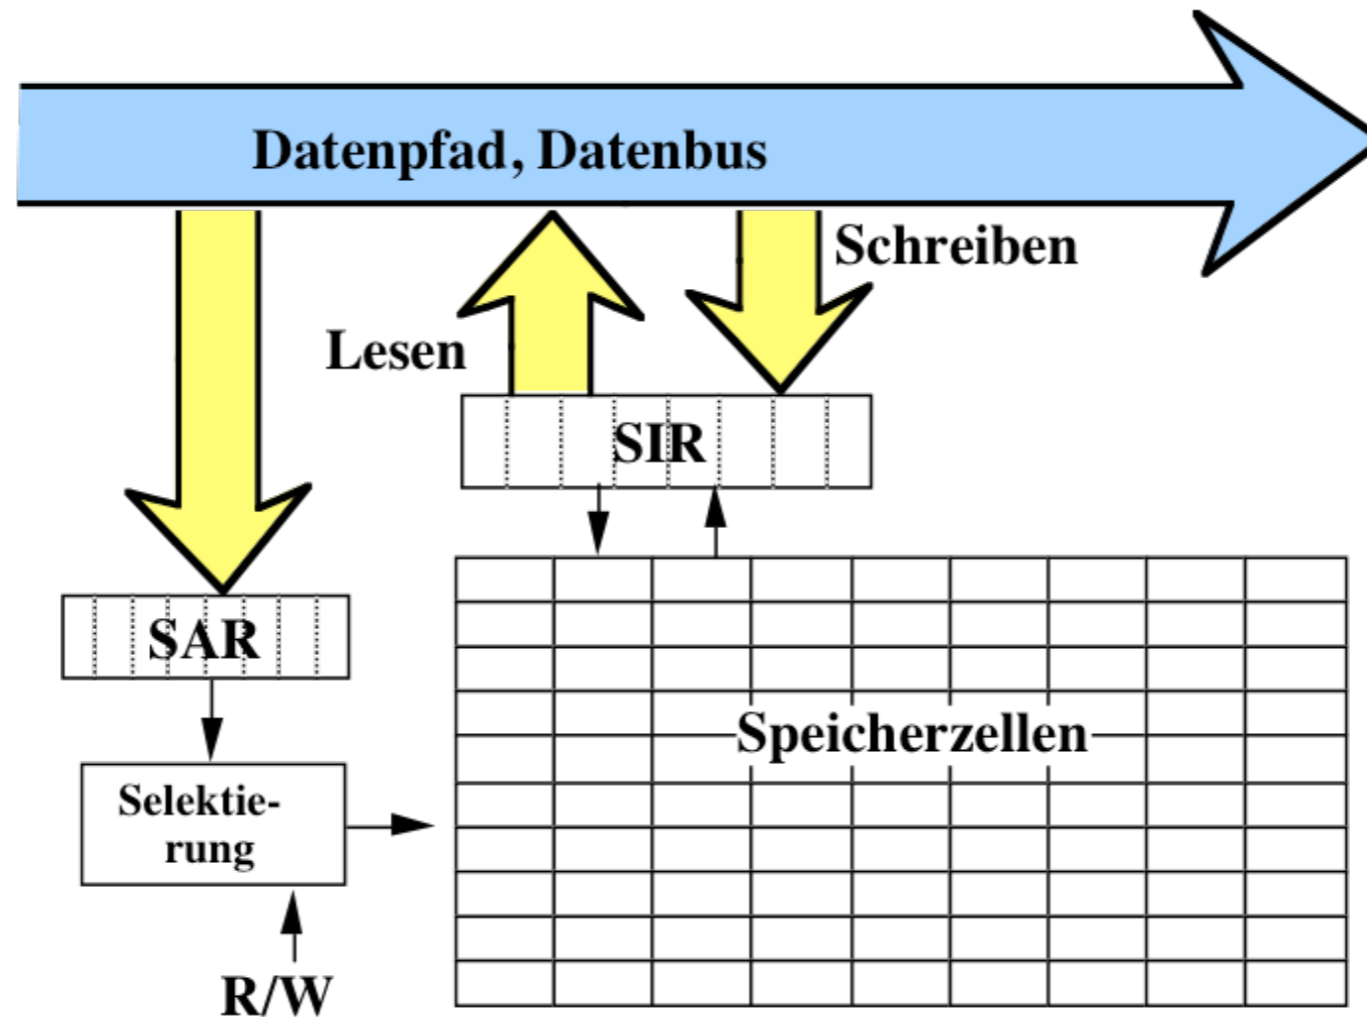 Datenpfad, Datenbus
Schreiben
Lesen
SIR
SAR
Speicherzellen
Selektie-
rung
R/W